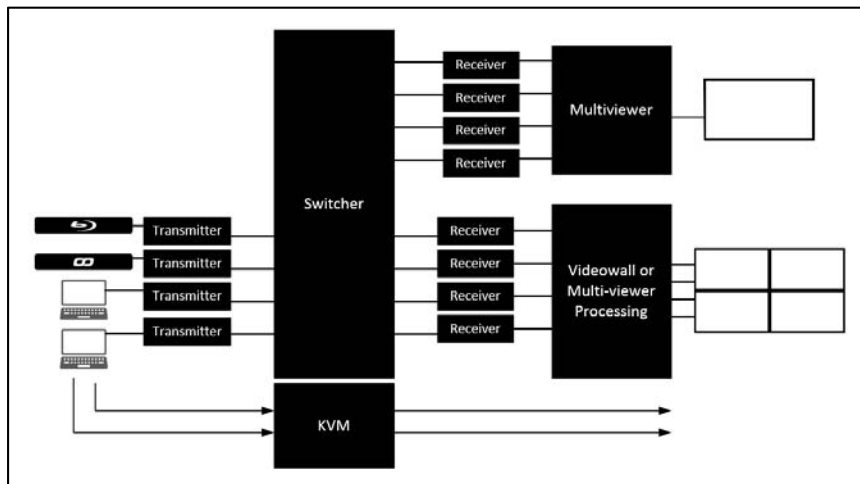 Receiver
Receiver
Receiver
Receiver
Multiviewer
Switcher
Transmitter
Transmitter
Transmitter
Transmitter
Receiver
Receiver
Receiver
Receiver
Videowall or
Multi-viewer
Processing
KVM